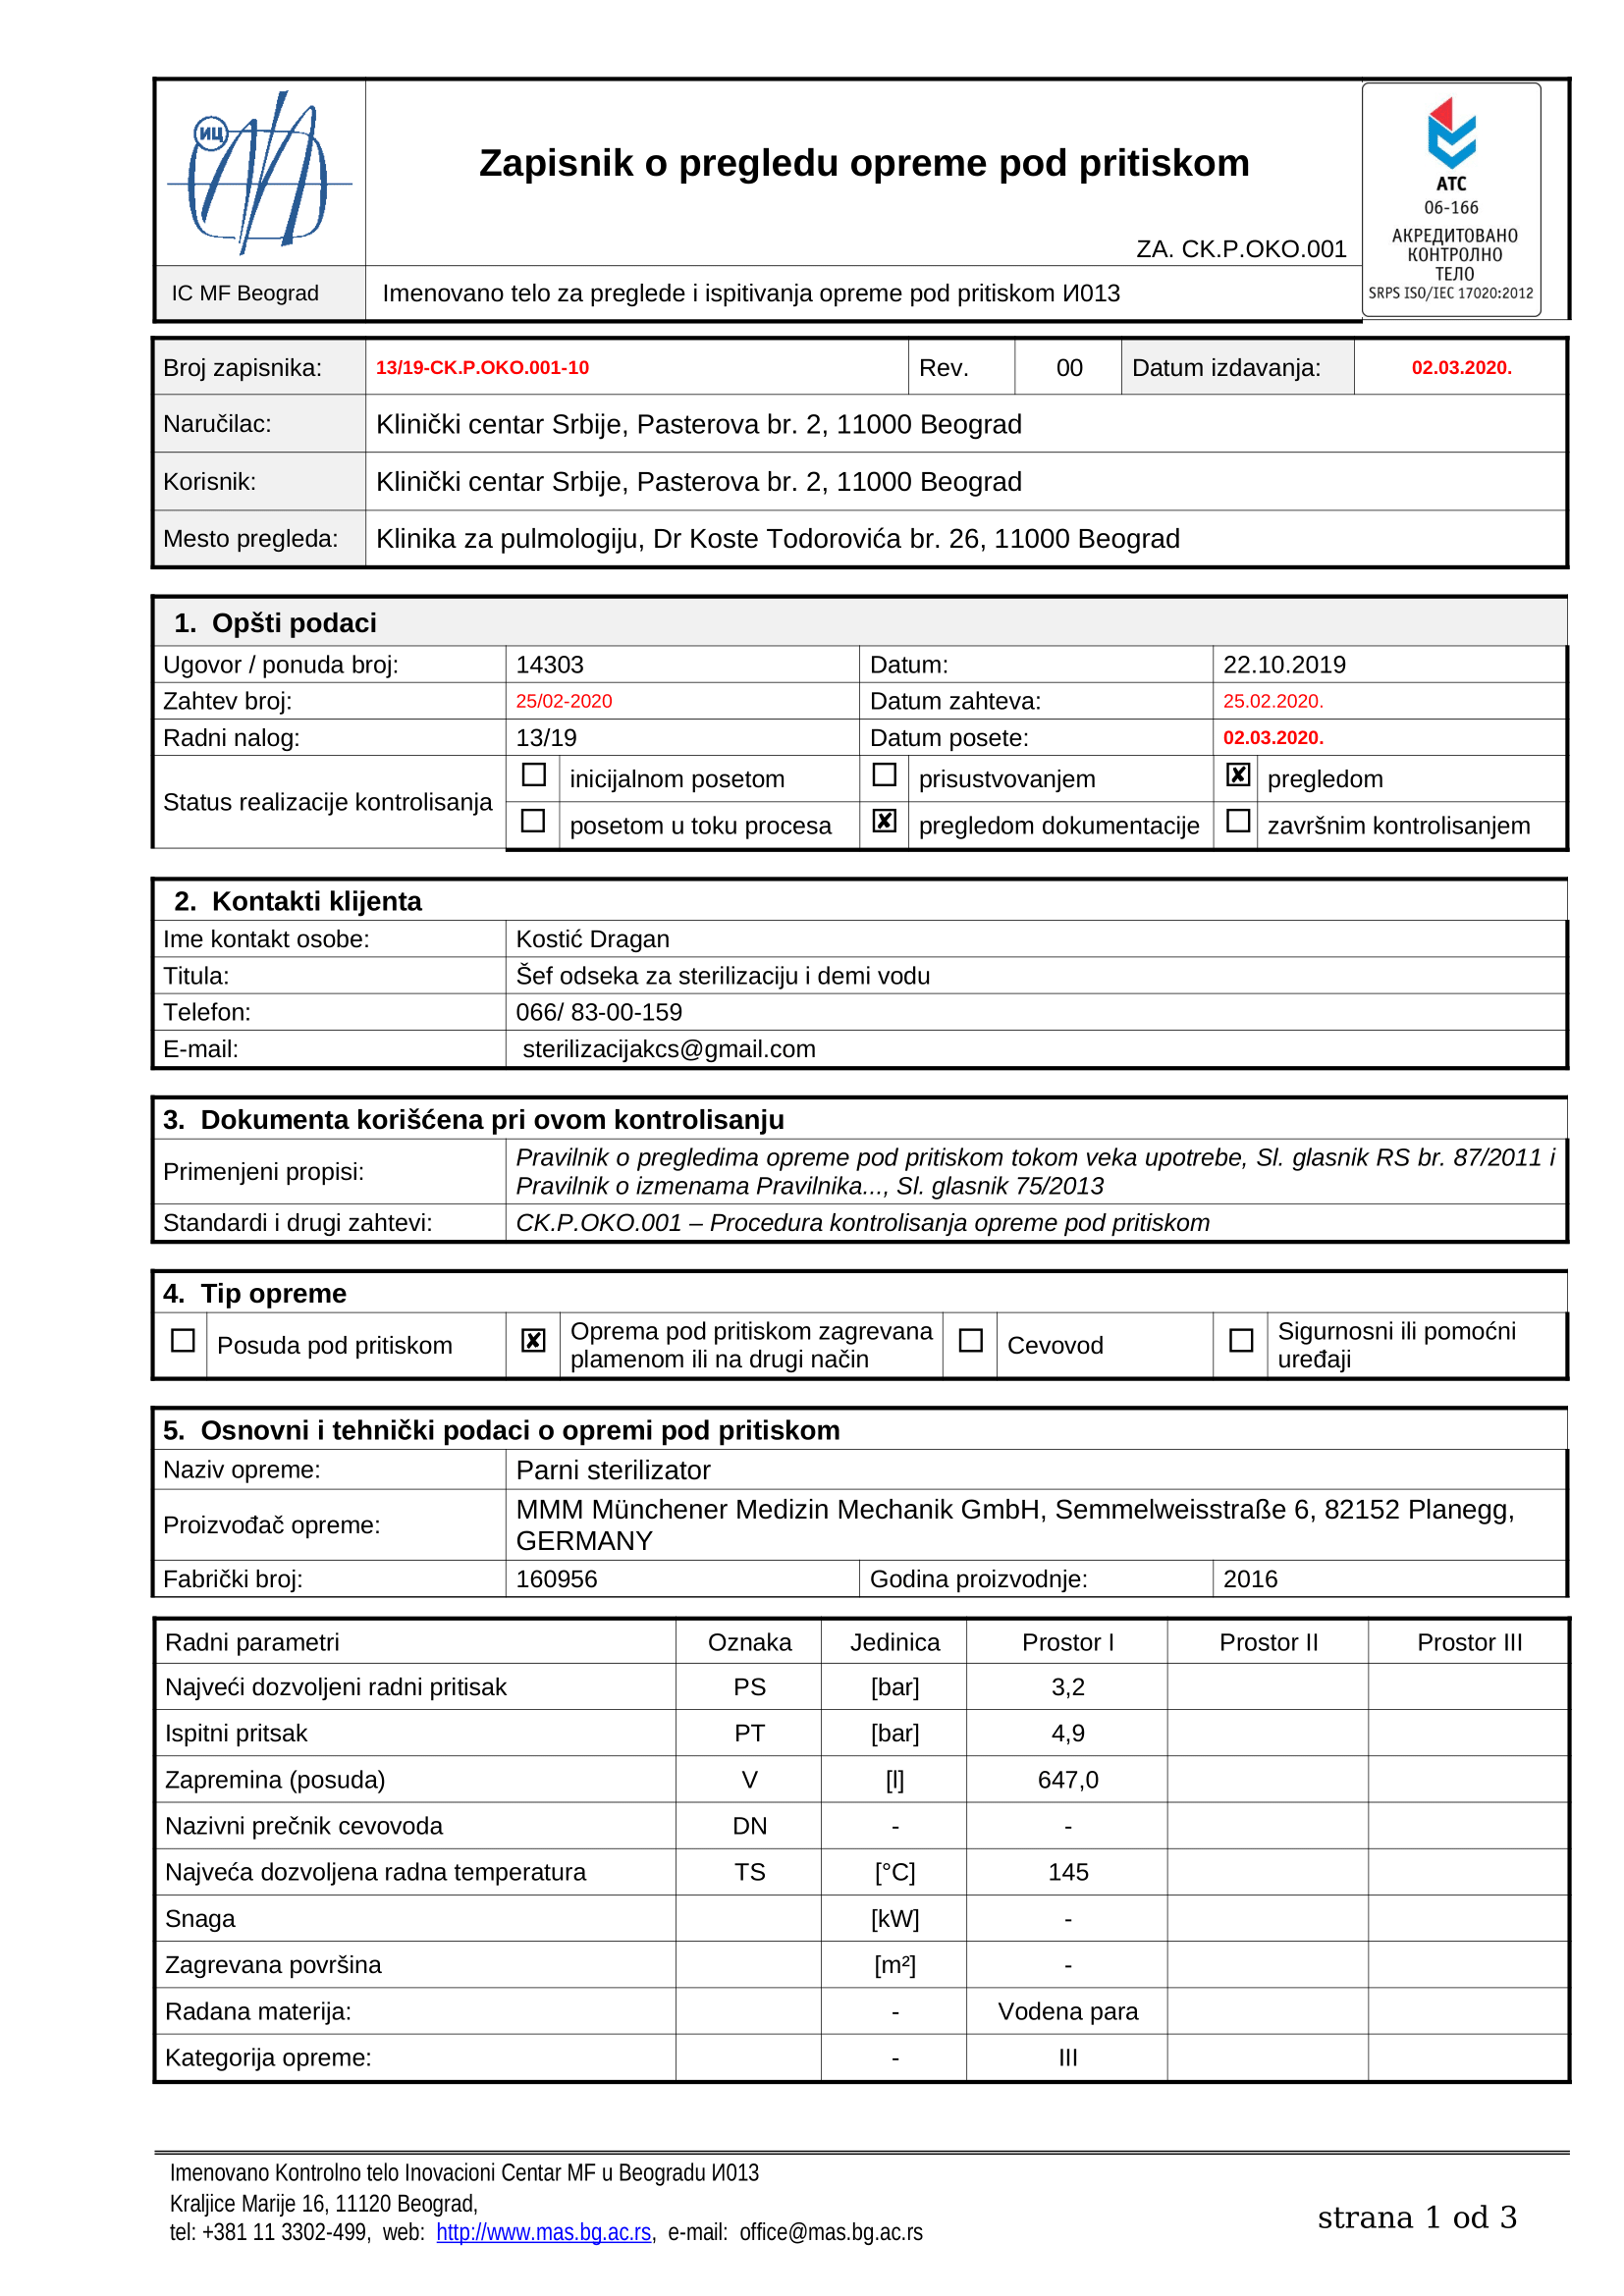 ИЦ
Zapisnik o pregledu opreme pod pritiskom
ZA. CK.P.OKO.001
ATC
06-166
АКРЕДИТОВАНО
КОНТРОЛНО
ТЕЛО
SRPS ISO/IEC 17020:2012
IC MF Beograd Imenovano telo za preglede i ispitivanja opreme pod pritiskom И013
Broj zapisnika: 13/19-CK.P.OKO.001-10 Rev. 00 Datum izdavanja: 02.03.2020.
Naručilac: Klinički centar Srbije, Pasterova br. 2, 11000 Beograd
Korisnik: Klinički centar Srbije, Pasterova br. 2, 11000 Beograd
Mesto pregleda: Klinika za pulmologiju, Dr Koste Todorovića br. 26, 11000 Beograd
1. Opšti podaci
Ugovor / ponuda broj: 14303 Datum: 22.10.2019
Zahtev broj: 25/02-2020 Datum zahteva: 25.02.2020.
Radni nalog: 13/19 Datum posete: 02.03.2020.
Status realizacije kontrolisanja
☐ inicijalnom posetom ☐ prisustvovanjem ☒ pregledom
☐ posetom u toku procesa ☒ pregledom dokumentacije ☐ završnim kontrolisanjem
2. Kontakti klijenta
Ime kontakt osobe: Kostić Dragan
Titula: Šef odseka za sterilizaciju i demi vodu
Telefon: 066/ 83-00-159
E-mail: sterilizacijakcs@gmail.com
3. Dokumenta korišćena pri ovom kontrolisanju
Primenjeni propisi: Pravilnik o pregledima opreme pod pritiskom tokom veka upotrebe, Sl. glasnik RS br. 87/2011 i
Pravilnik o izmenama Pravilnika..., Sl. glasnik 75/2013
Standardi i drugi zahtevi: CK.P.OKO.001 – Procedura kontrolisanja opreme pod pritiskom
4. Tip opreme
☐ Posuda pod pritiskom ☒ Oprema pod pritiskom zagrevana
plamenom ili na drugi način ☐ Cevovod ☐ Sigurnosni ili pomoćni
uređaji
5. Osnovni i tehnički podaci o opremi pod pritiskom
Naziv opreme: Parni sterilizator
Proizvođač opreme: MMM Münchener Medizin Mechanik GmbH, Semmelweisstraße 6, 82152 Planegg,
GERMANY
Fabrički broj: 160956 Godina proizvodnje: 2016
Radni parametri Oznaka Jedinica Prostor I Prostor II Prostor III
Najveći dozvoljeni radni pritisak PS [bar] 3,2
Ispitni pritsak PT [bar] 4,9
Zapremina (posuda) V [l] 647,0
Nazivni prečnik cevovoda DN - -
Najveća dozvoljena radna temperatura TS [°C] 145
Snaga [kW] -
Zagrevana površina [m²] -
Radana materija: - Vodena para
Kategorija opreme: - III
Imenovano Kontrolno telo Inovacioni Centar MF u Beogradu И013
Kraljice Marije 16, 11120 Beograd,
tel: +381 11 3302-499, web: http://www.mas.bg.ac.rs, e-mail: office@mas.bg.ac.rs
strana 1 od 3